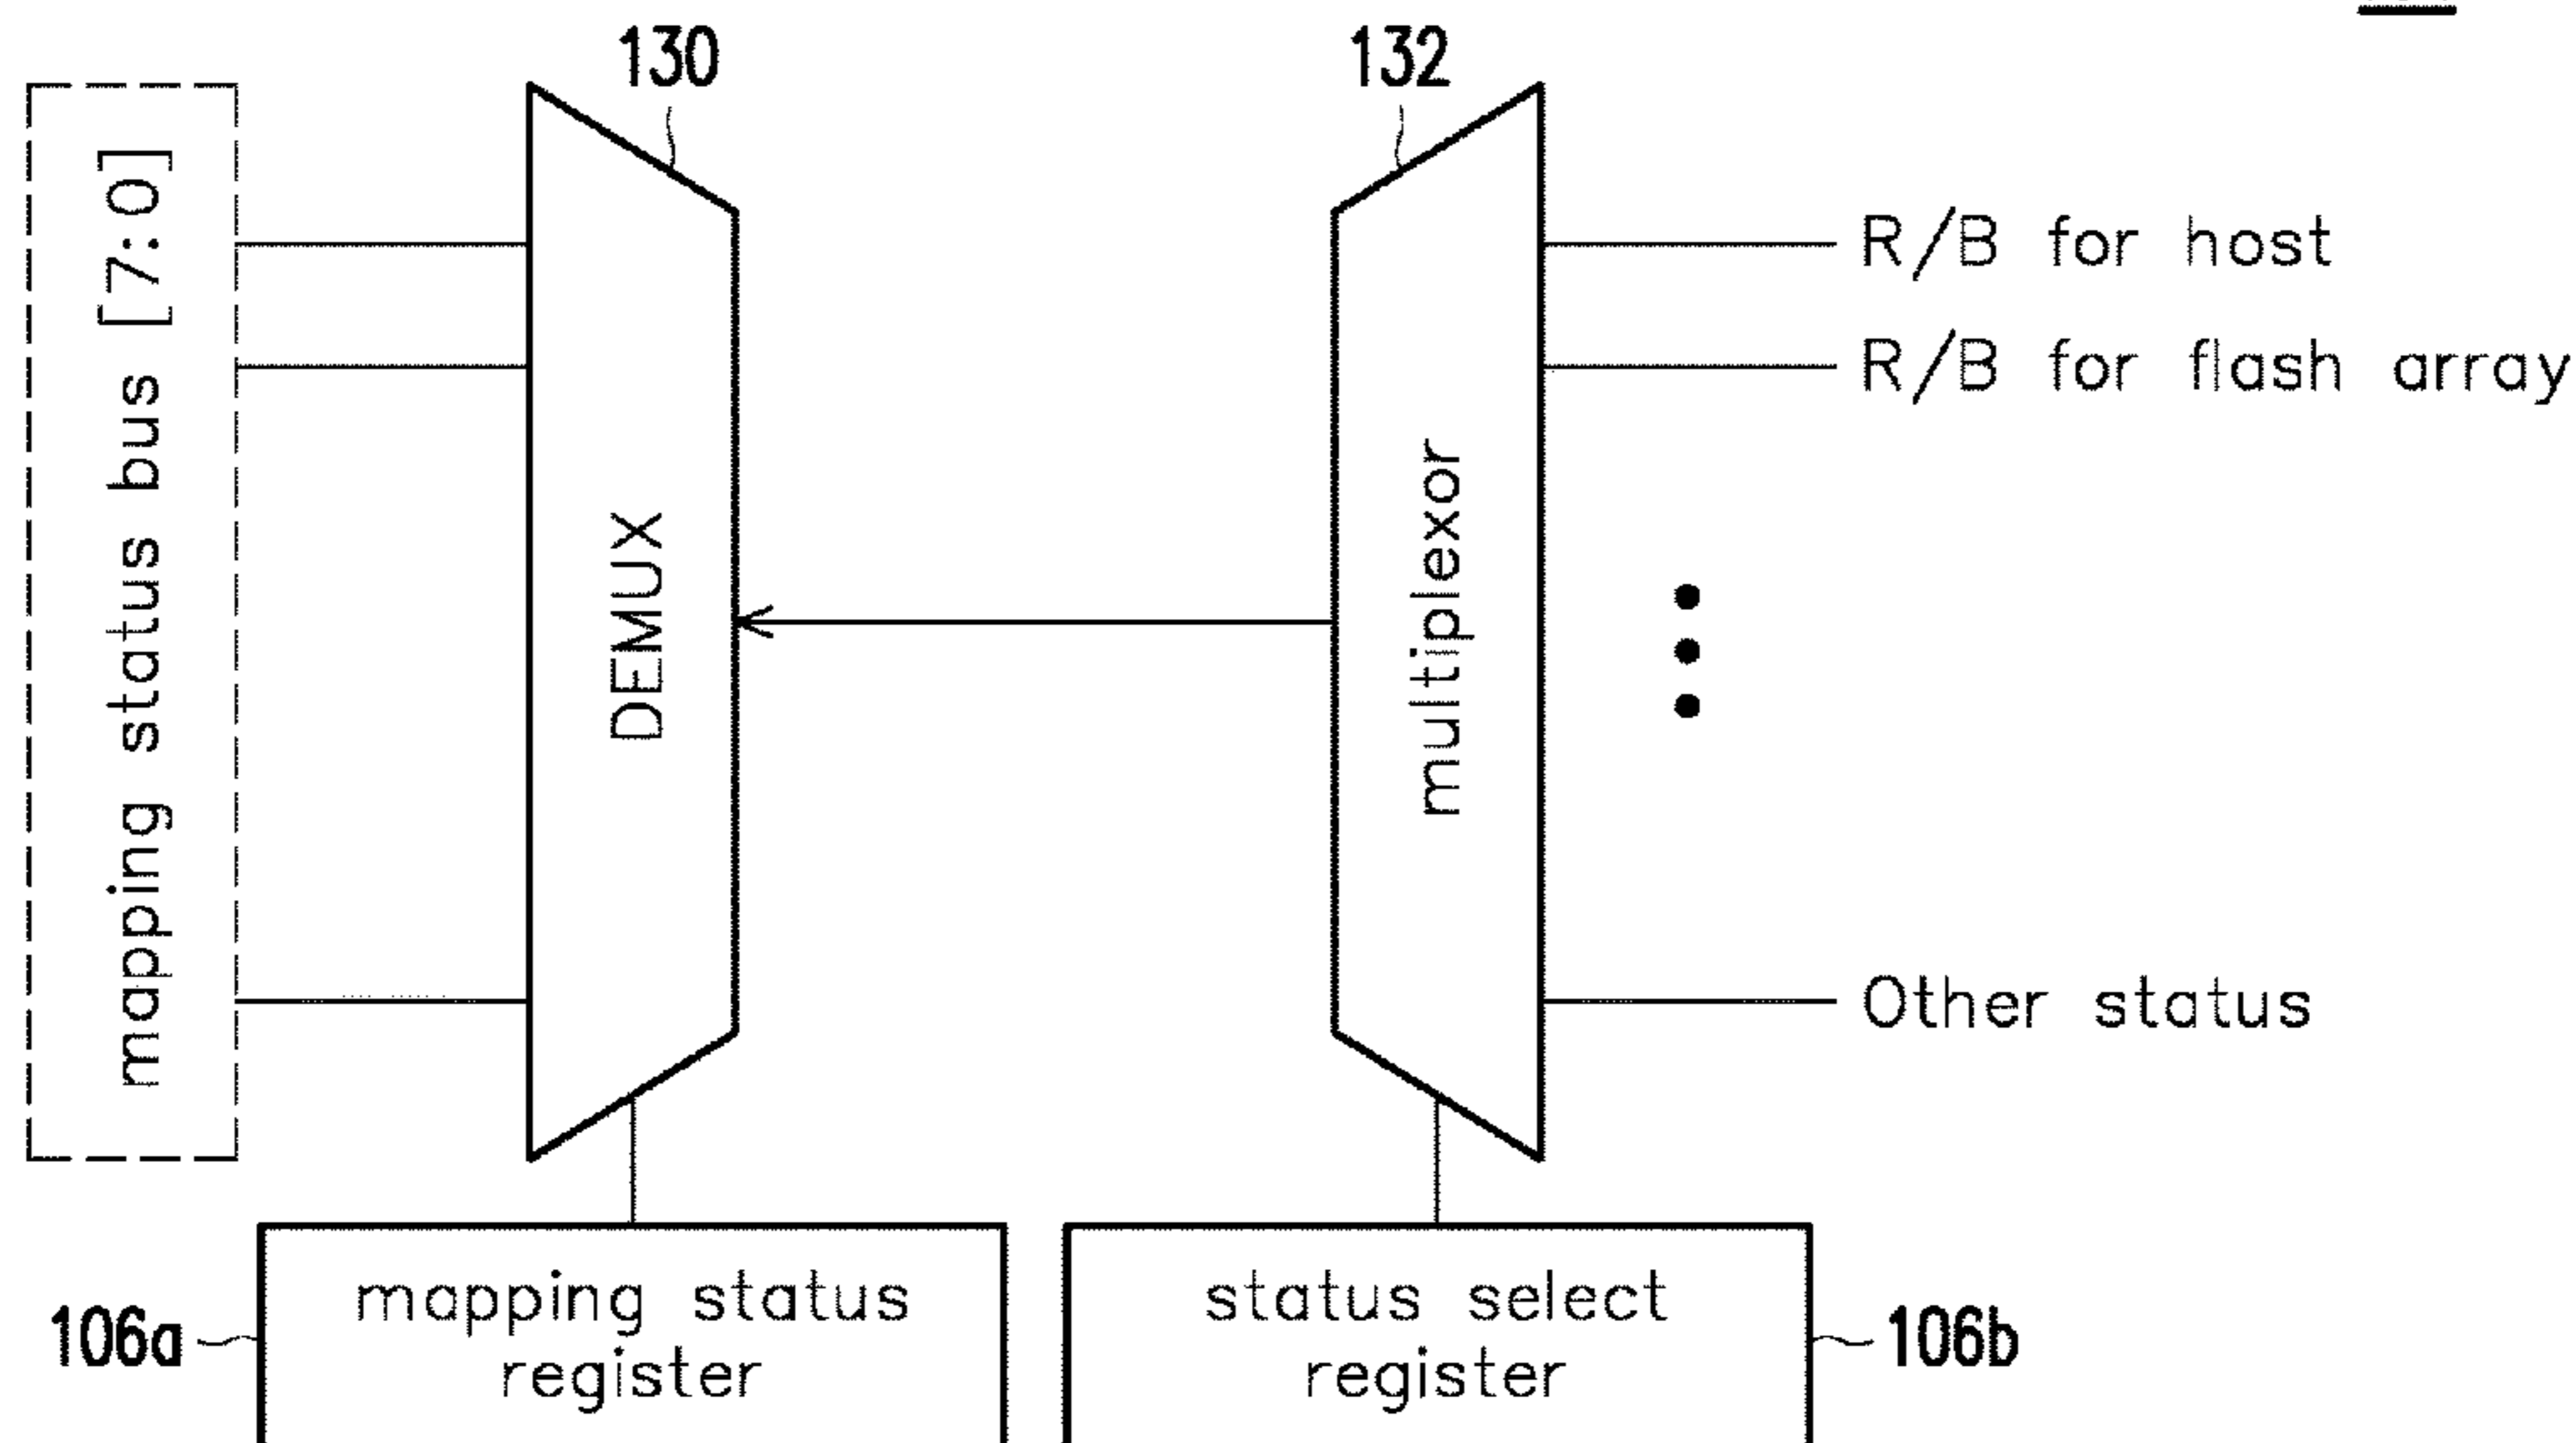 130
132
mapping status bus [7:0]
R/B for host
R/B for flash array
DEMUX
multiplexor
Other status
mapping status
register
status select
register
106a
106b